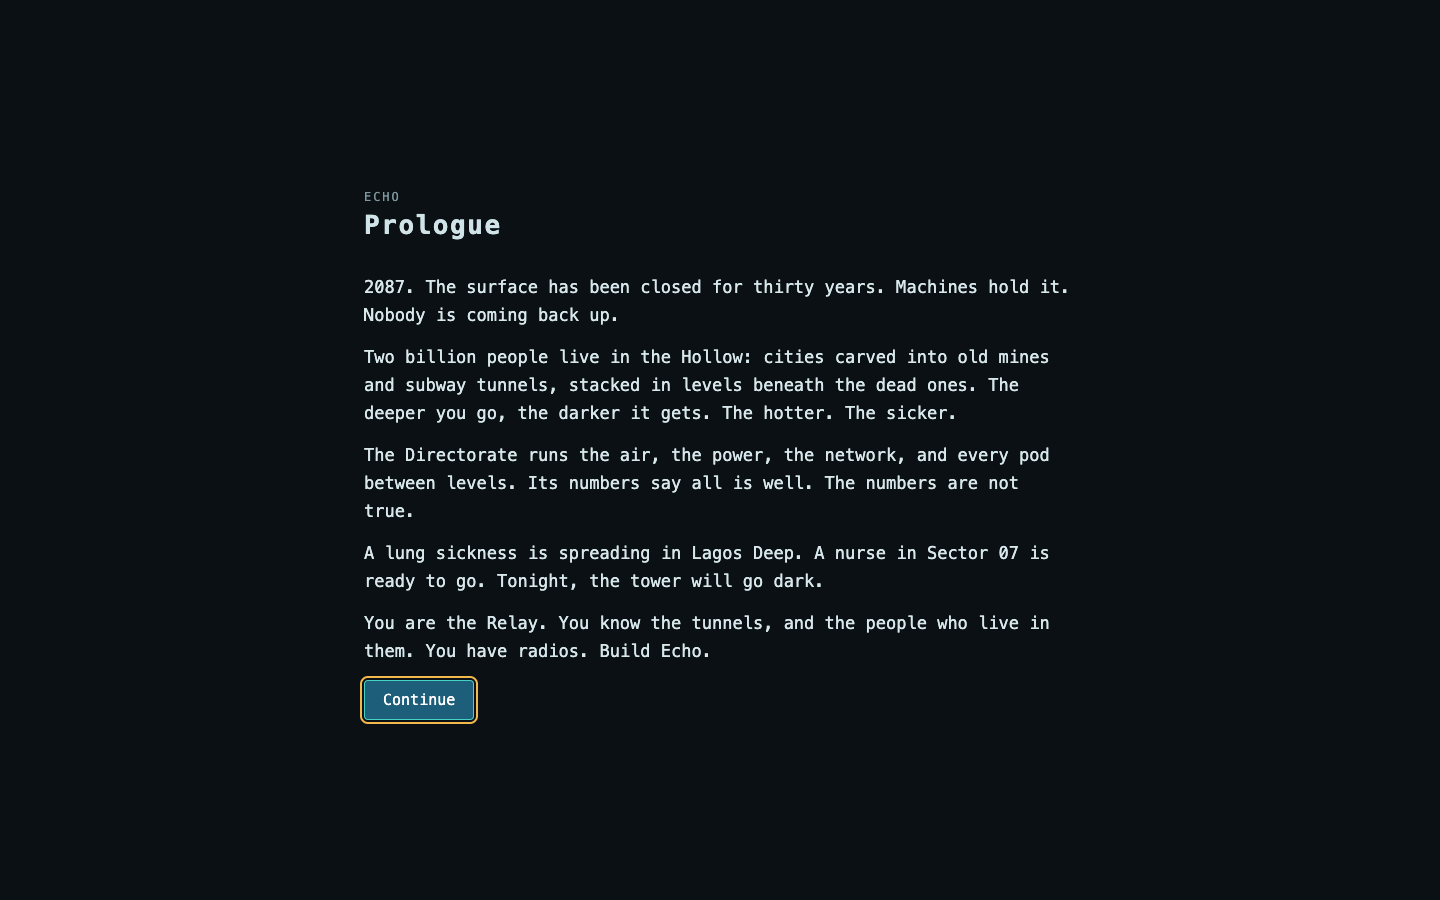 ECHO
Prologue
2087. The surface has been closed for thirty years. Machines hold it.
Nobody is coming back up.
Two billion people live in the Hollow: cities carved into old mines
and subway tunnels, stacked in levels beneath the dead ones. The
deeper you go, the darker it gets. The hotter. The sicker.
The Directorate runs the air, the power, the network, and every pod
between levels. Its numbers say all is well. The numbers are not
true.
A lung sickness is spreading in Lagos Deep. A nurse in Sector 07 is
ready to go. Tonight, the tower will go dark.
You are the Relay. You know the tunnels, and the people who live in
them. You have radios. Build Echo.
Continue